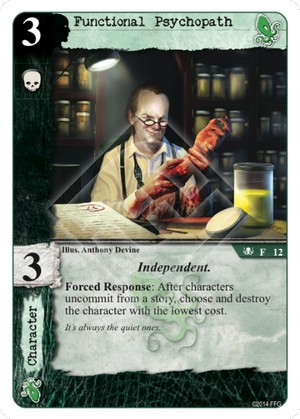 3
Functional Psychopath
Illus. Anthony Devine
F 12
3
Character
Independent.
Forced Response: After characters
uncommit from a story, choose and destroy
the character with the lowest cost.
It's always the quiet ones.
©2014 FFG